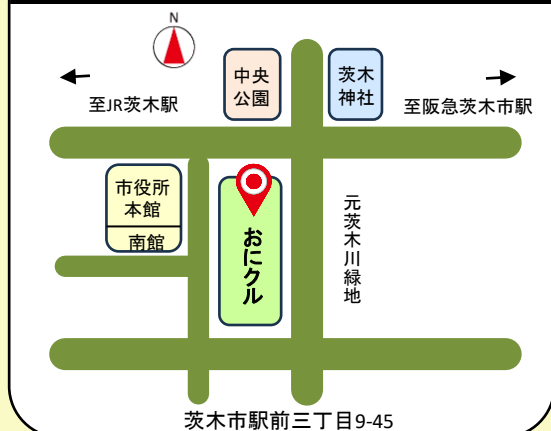 N
中央
公園
茨木
神社
至JR茨木駅
至阪急茨木市駅
市役所
本館
南館
おにクル
元茨木川緑地
茨木市駅前三丁目9-45